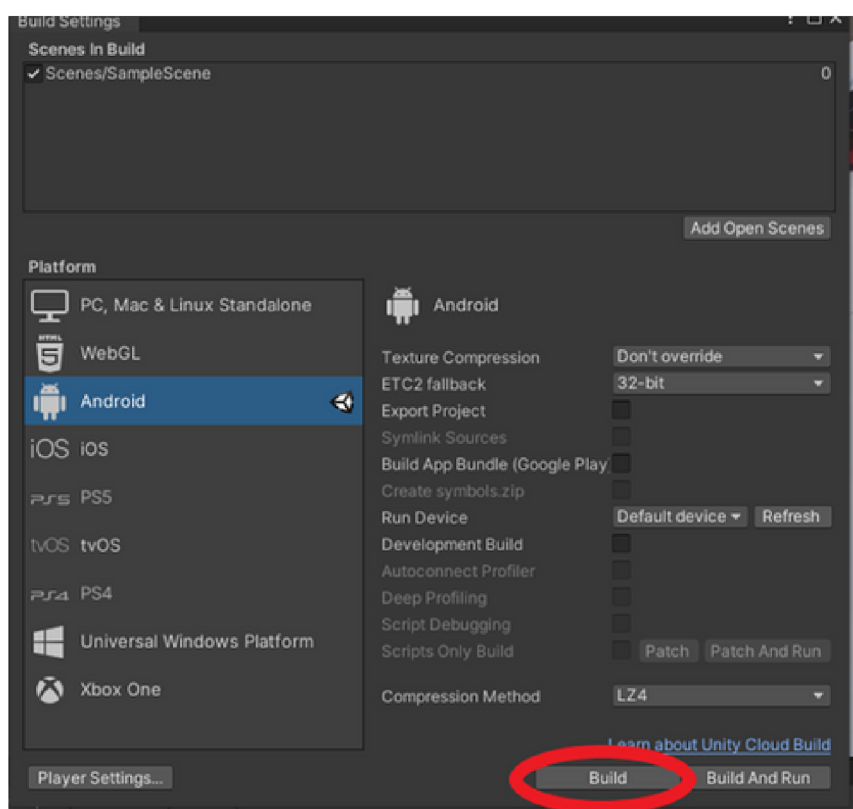 Build Settings
Scenes In Build
Scenes/SampleScene 0
Add Open Scenes
Platform
PC, Mac & Linux Standalone
HTML 5 WebGL
Android
iOS iOS
PS5 PS5
tvOS tvOS
PS4 PS4
Universal Windows Platform
Xbox One
Android
Texture Compression Don't override
ETC2 fallback 32-bit
Export Project
Symlink Sources
Build App Bundle (Google Play
Create symbols.zip
Run Device Default device Refresh
Development Build
Autoconnect Profiler
Deep Profiling
Script Debugging
Scripts Only Build Patch Patch And Run
Compression Method LZ4
Learn about Unity Cloud Build
Player Settings... Build Build And Run